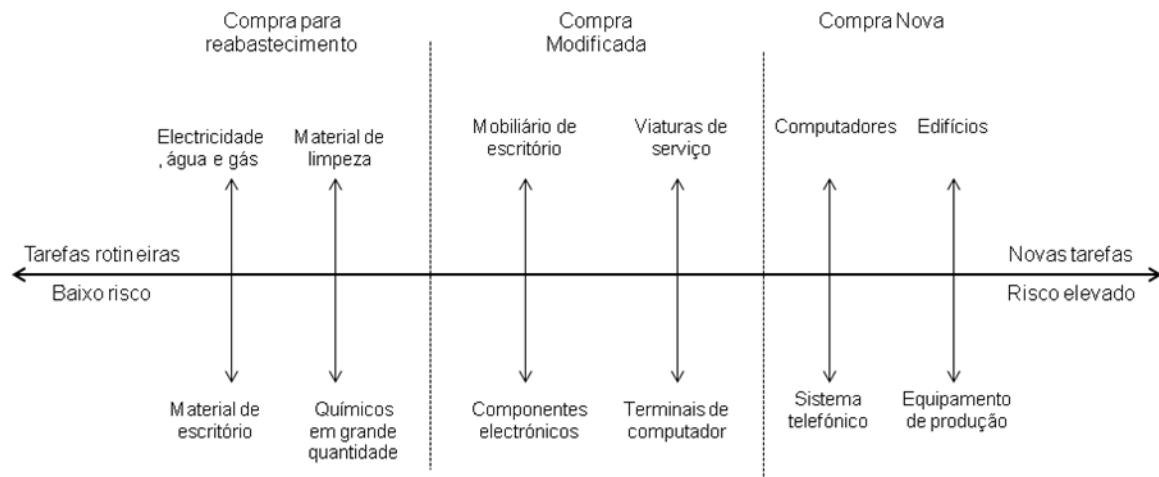 Compra para
reabastecimento
Compra
Modificada
Compra Nova
Electricidade
, água e gás
Material de
limpeza
Mobiliário de
escritório
Viaturas de
serviço
Computadores
Edifícios
Tarefas rotineiras
Novas tarefas
Baixo risco
Risco elevado
Material de
escritório
Químicos
em grande
quantidade
Componentes
electrónicos
Terminais de
computador
Sistema
telefónico
Equipamento
de produção